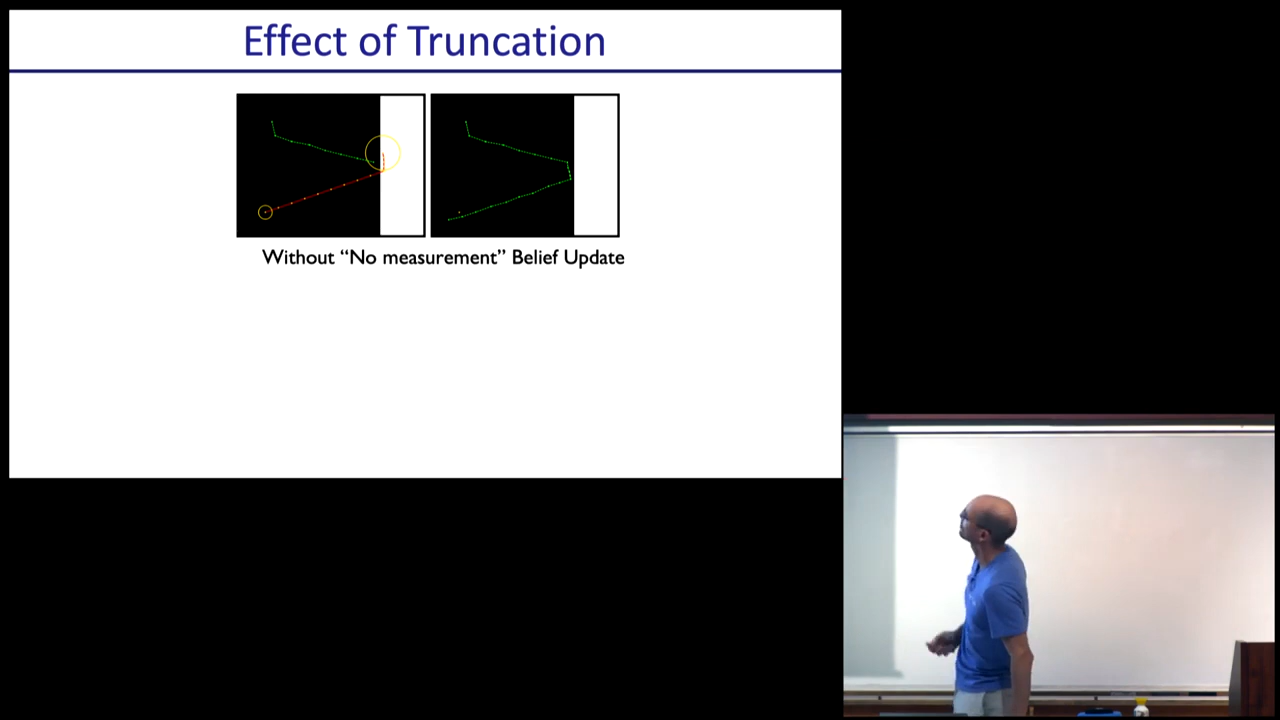 Effect of Truncation
Without “No measurement” Belief Update